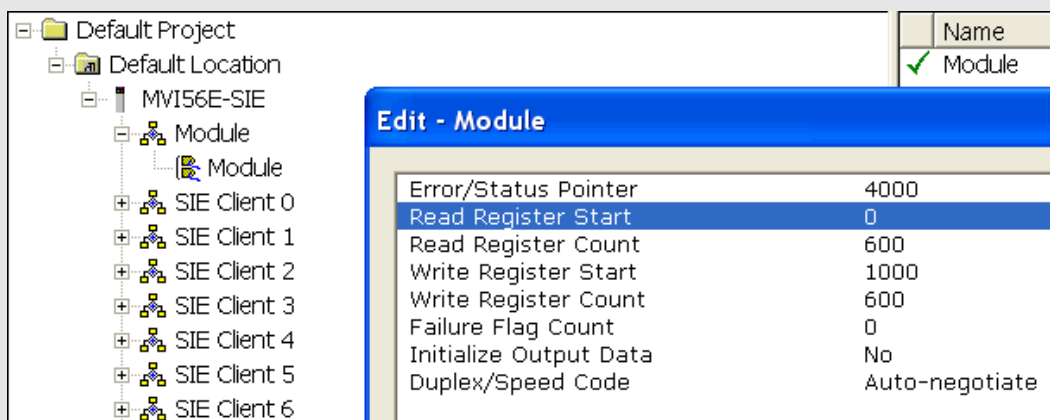 Default Project
Default Location
MVI56E-SIE
Module
Module
SIE Client 0
SIE Client 1
SIE Client 2
SIE Client 3
SIE Client 4
SIE Client 5
SIE Client 6
Name
Module
Edit - Module
Error/Status Pointer 4000
Read Register Start 0
Read Register Count 600
Write Register Start 1000
Write Register Count 600
Failure Flag Count 0
Initialize Output Data No
Duplex/Speed Code Auto-negotiate